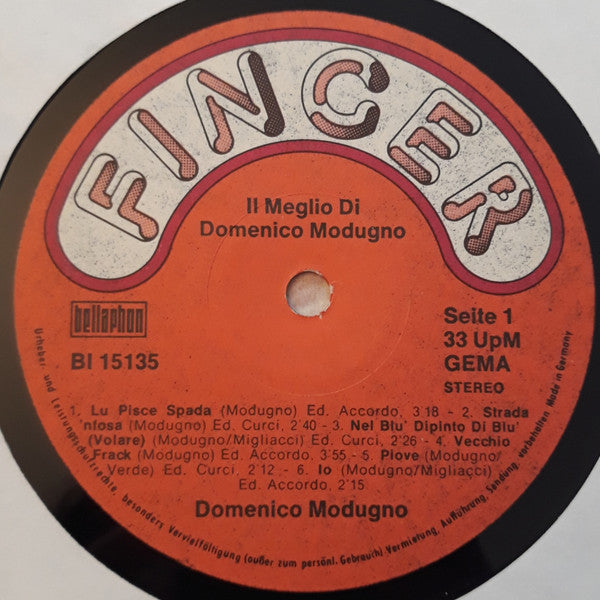 FINGER
Il Meglio Di
Domenico Modugno
bellaphon
BI 15135
Seite 1
33 UpM
GEMA
STEREO
1. Lu Pisce Spada (Modugno) Ed. Accordo, 3'18 - 2. Strada
'nfosa (Modugno) Ed. Curci, 2'40 - 3. Nel Blu' Dipinto Di Blu'
(Volare) (Modugno/Migliacci) Ed. Curci, 2'26 - 4. Vecchio
Frack (Modugno) Ed. Accordo, 3'55 - 5. Piove (Modugno/
Verde) Ed. Curci, 2'12 - 6. Io (Modugno/Migliacci)
Ed. Accordo, 2'15
Domenico Modugno
Urheber- und Leistungsschutzrechte, besonders Vervielfältigung (außer zum persönl. Gebrauch) Vermietung, Aufführung, Sendung, vorbehalten. Made in Germany